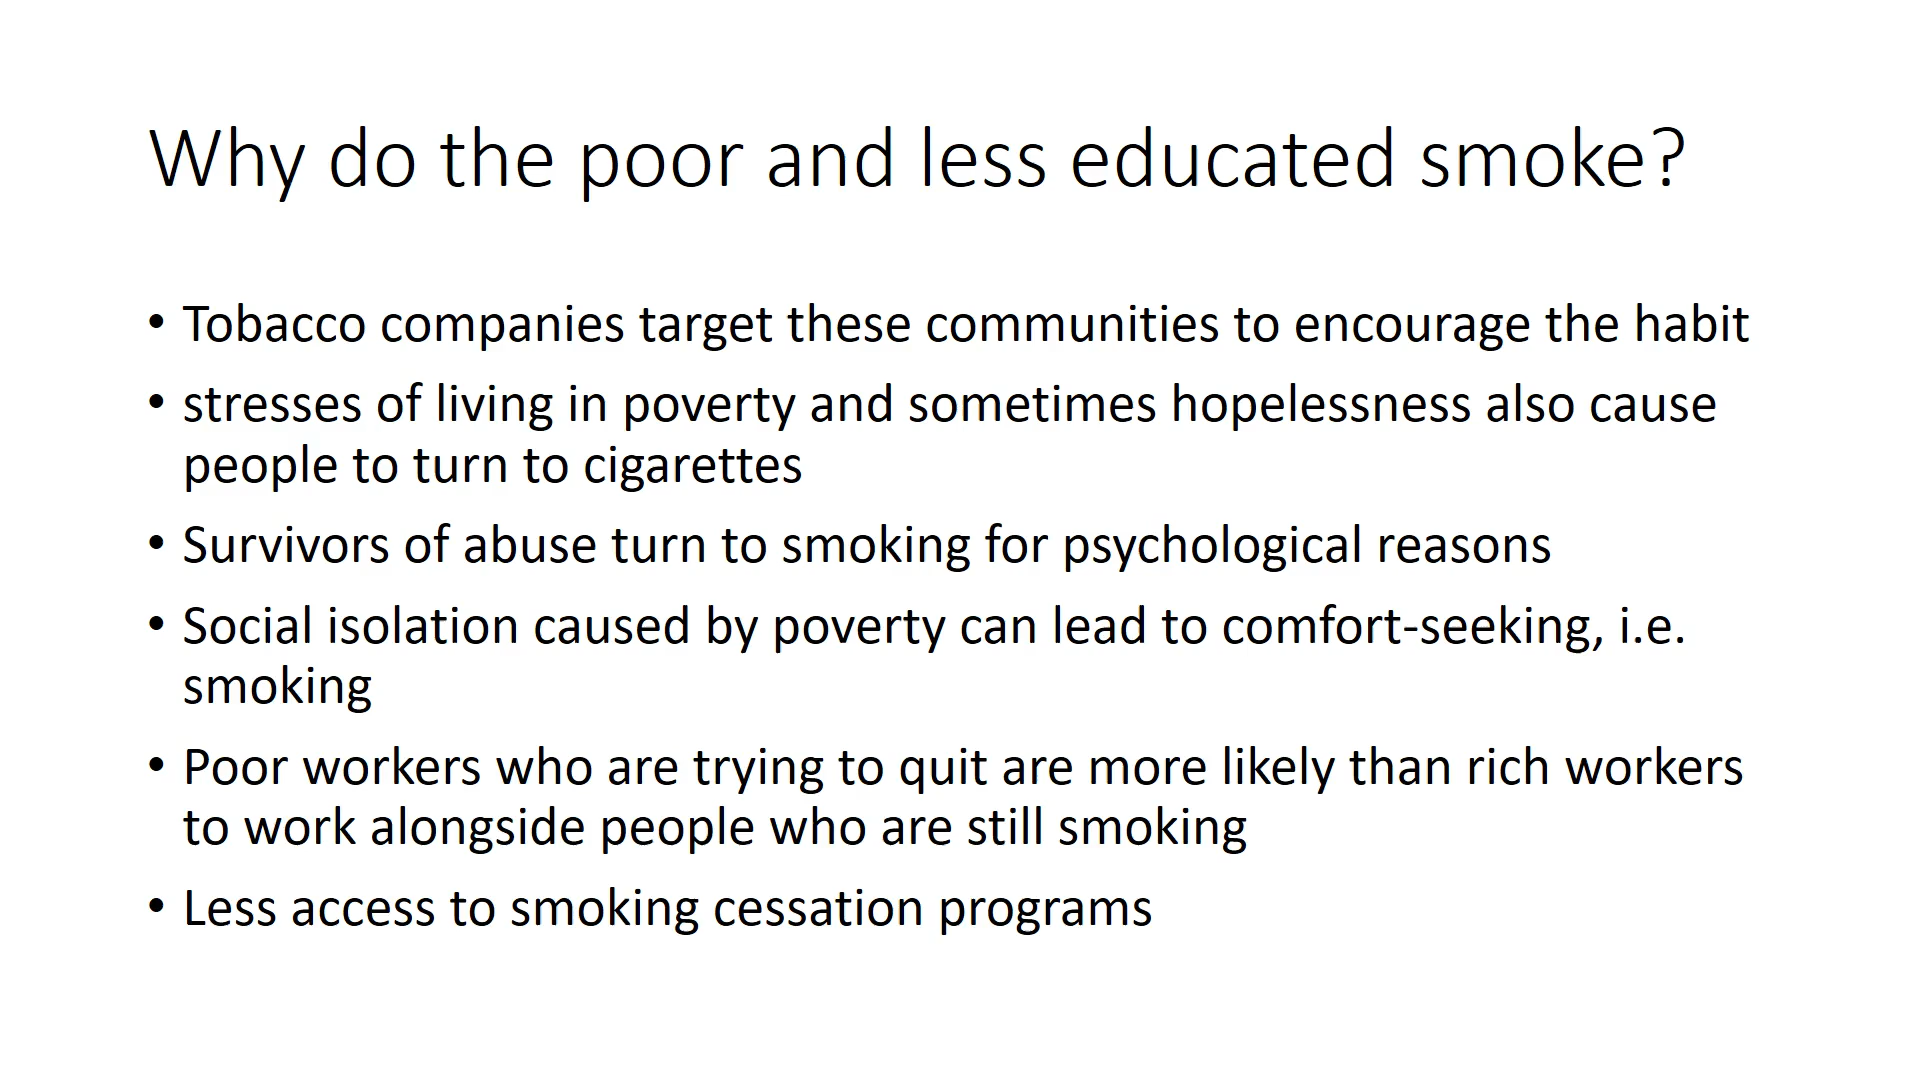 Why do the poor and less educated smoke?
• Tobacco companies target these communities to encourage the habit
• stresses of living in poverty and sometimes hopelessness also cause
people to turn to cigarettes
• Survivors of abuse turn to smoking for psychological reasons
• Social isolation caused by poverty can lead to comfort-seeking, i.e.
smoking
• Poor workers who are trying to quit are more likely than rich workers
to work alongside people who are still smoking
• Less access to smoking cessation programs